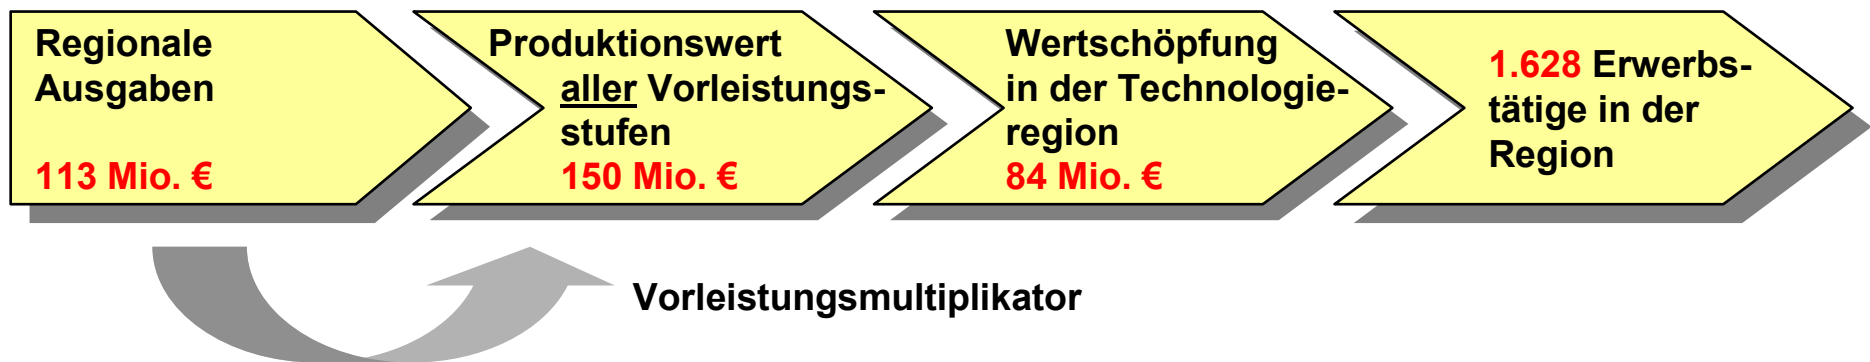 Regionale
Ausgaben
113 Mio. €
Produktionswert
aller Vorleistungs-
stufen
150 Mio. €
Wertschöpfung
in der Technologie-
region
84 Mio. €
1.628 Erwerbs-
tätige in der
Region
Vorleistungsmultiplikator